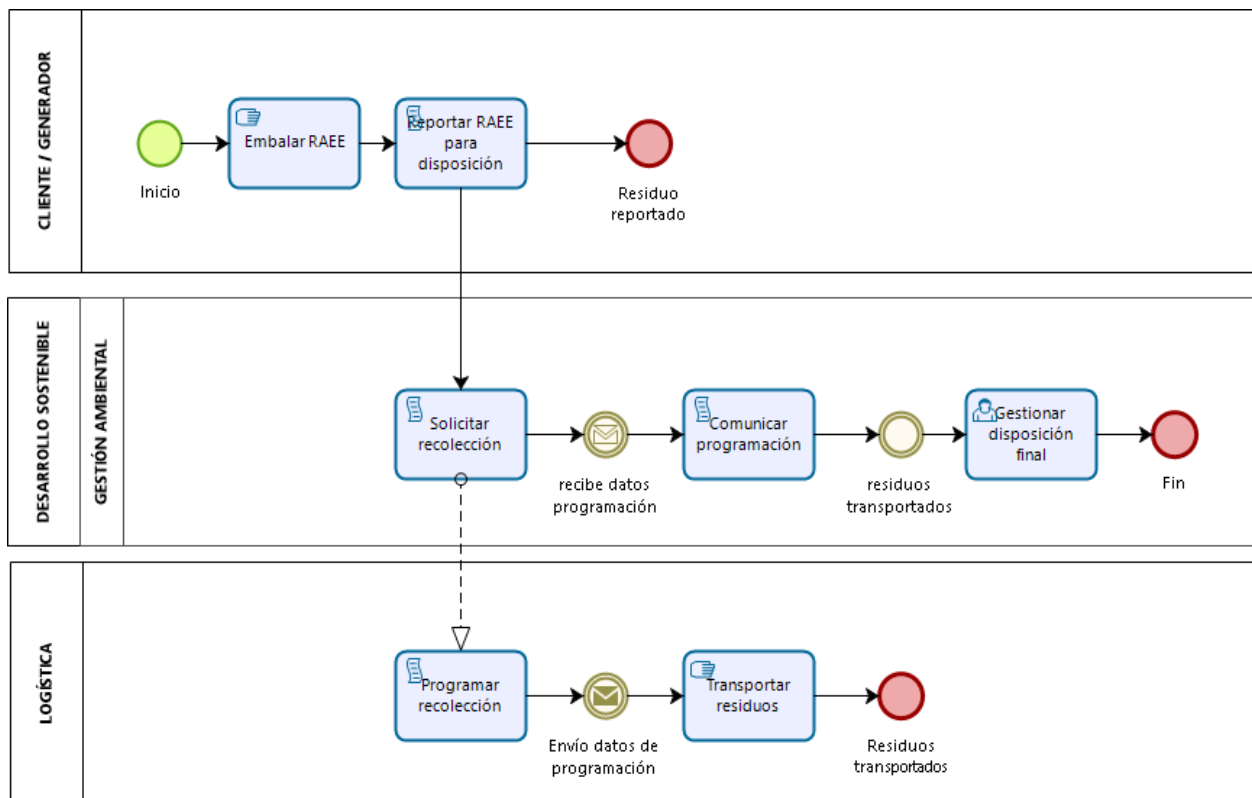 CLIENTE / GENERADOR
Inicio
Embalar RAEE
Reportar RAEE
para
disposición
Residuo
reportado
DESARROLLO SOSTENIBLE
GESTIÓN AMBIENTAL
Solicitar
recolección
recibe datos
programación
Comunicar
programación
residuos
transportados
Gestionar
disposición
final
Fin
LOGÍSTICA
Programar
recolección
Envío datos de
programación
Transportar
residuos
Residuos
transportados